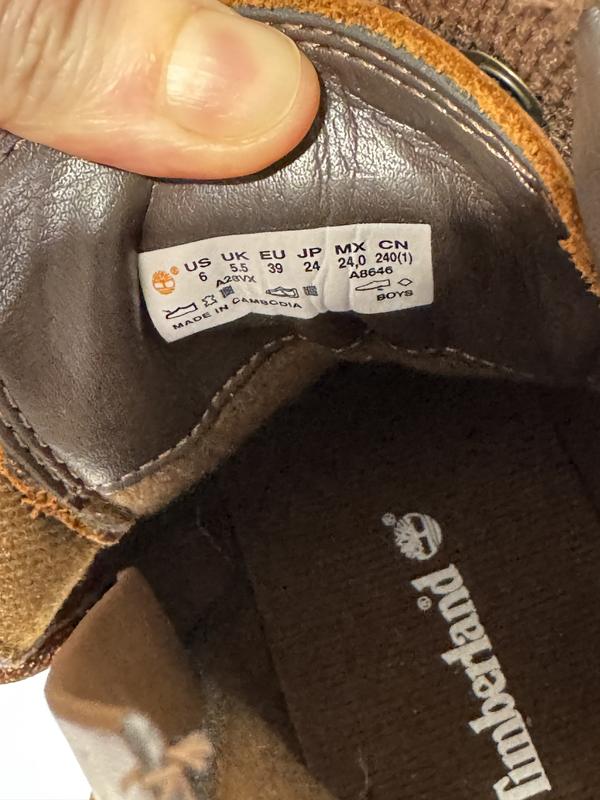 US UK EU JP MX CN
6 5.5 39 24 24,0 240(1)
A28VX A8646
BOYS
MADE IN CAMBODIA
Timberland